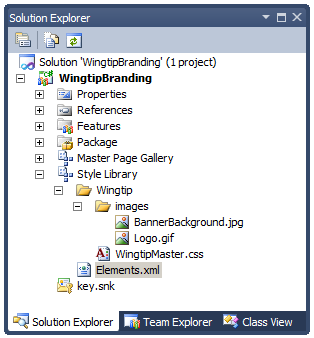 Solution Explorer
Solution 'WingtipBranding' (1 project)
WingtipBranding
Properties
References
Features
Package
Master Page Gallery
Style Library
Wingtip
images
BannerBackground.jpg
Logo.gif
WingtipMaster.css
Elements.xml
key.snk
Solution Explorer Team Explorer Class View